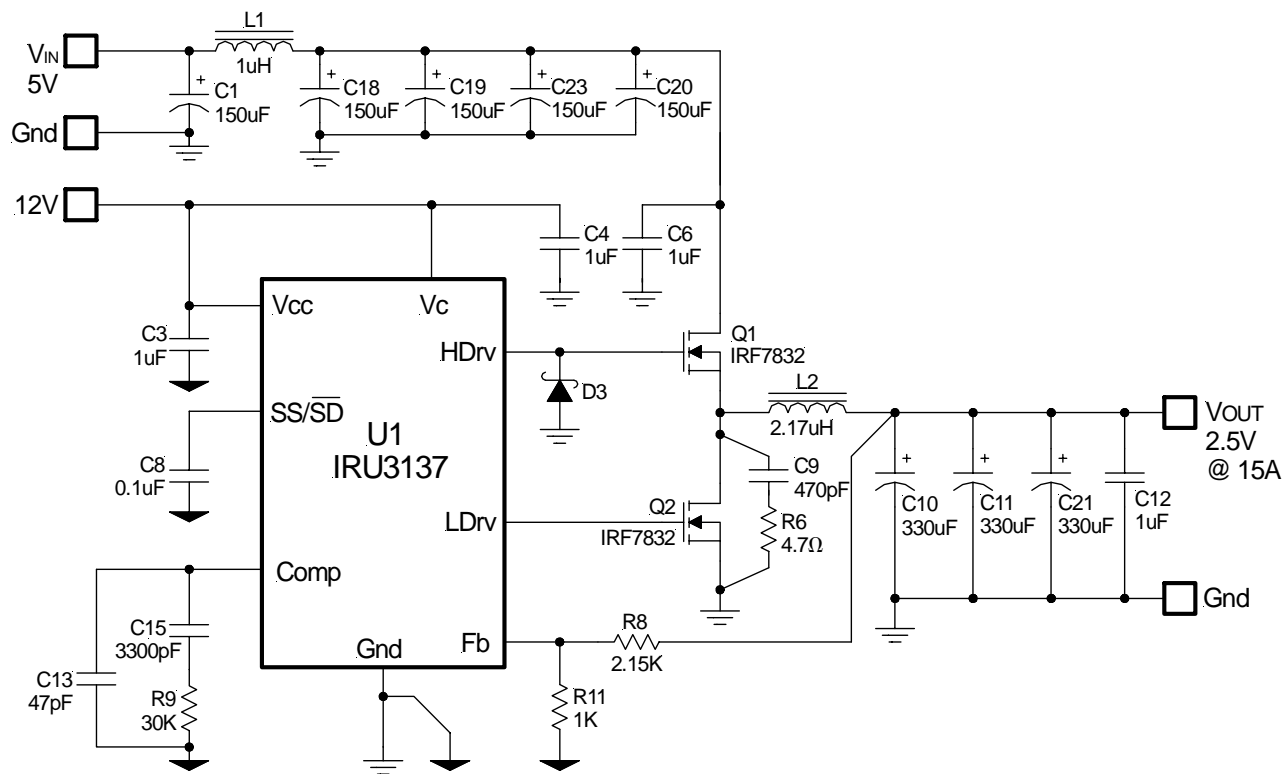 L1
1uH
VIN
5V
+
C1
150uF
+
C18
150uF
+
C19
150uF
+
C23
150uF
+
C20
150uF
Gnd
12V
C4
1uF
C6
1uF
Vcc
Vc
C3
1uF
HDrv
D3
Q1
IRF7832
L2
2.17uH
VOUT
2.5V
@ 15A
SS/SD
U1
IRU3137
C8
0.1uF
C9
470pF
R6
4.7Ω
+
C10
330uF
+
C11
330uF
+
C21
330uF
C12
1uF
LDrv
Q2
IRF7832
Comp
Gnd
C15
3300pF
C13
47pF
R9
30K
Gnd
Fb
R8
2.15K
R11
1K